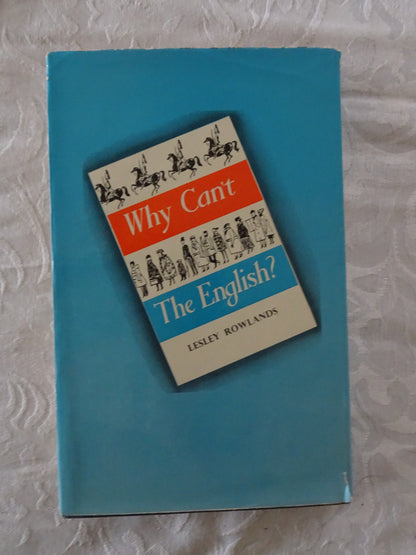 Why Can't
The English?
LESLEY ROWLANDS